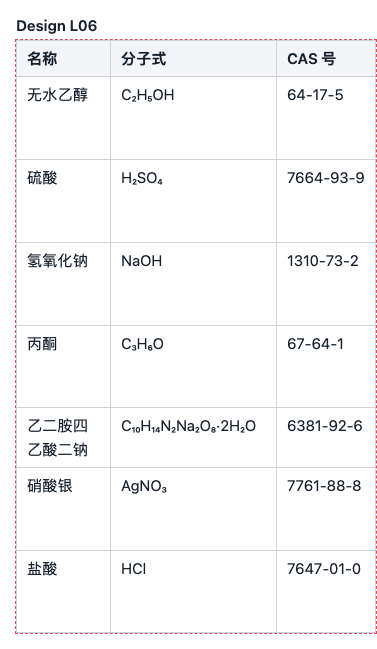 Design L06
名称 分子式 CAS 号
无水乙醇 C₂H₅OH 64-17-5
硫酸 H₂SO₄ 7664-93-9
氢氧化钠 NaOH 1310-73-2
丙酮 C₃H₆O 67-64-1
乙二胺四 C₁₀H₁₄N₂Na₂O₈·2H₂O 6381-92-6
乙酸二钠
硝酸银 AgNO₃ 7761-88-8
盐酸 HCl 7647-01-0